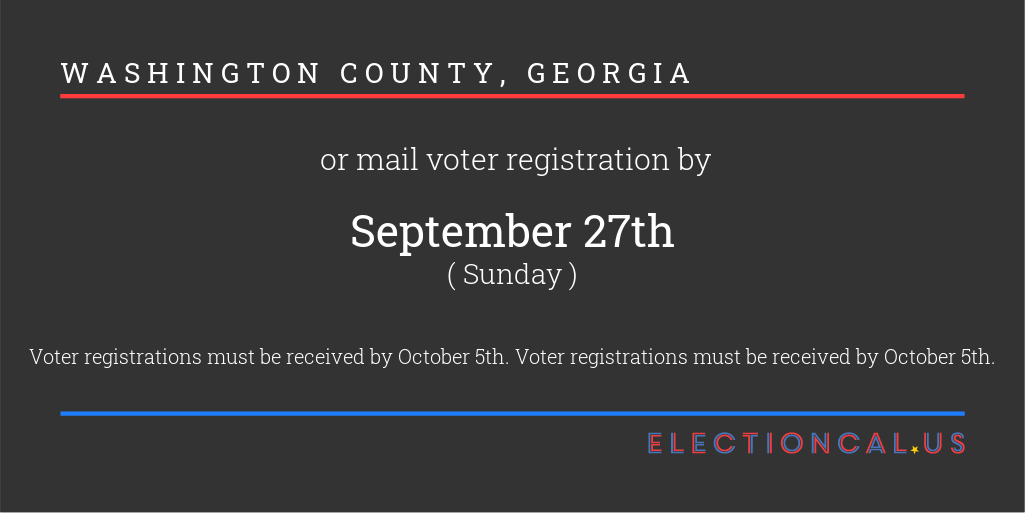 WASHINGTON COUNTY, GEORGIA
or mail voter registration by
September 27th
( Sunday )
Voter registrations must be received by October 5th. Voter registrations must be received by October 5th.
ELECTIONCAL.US